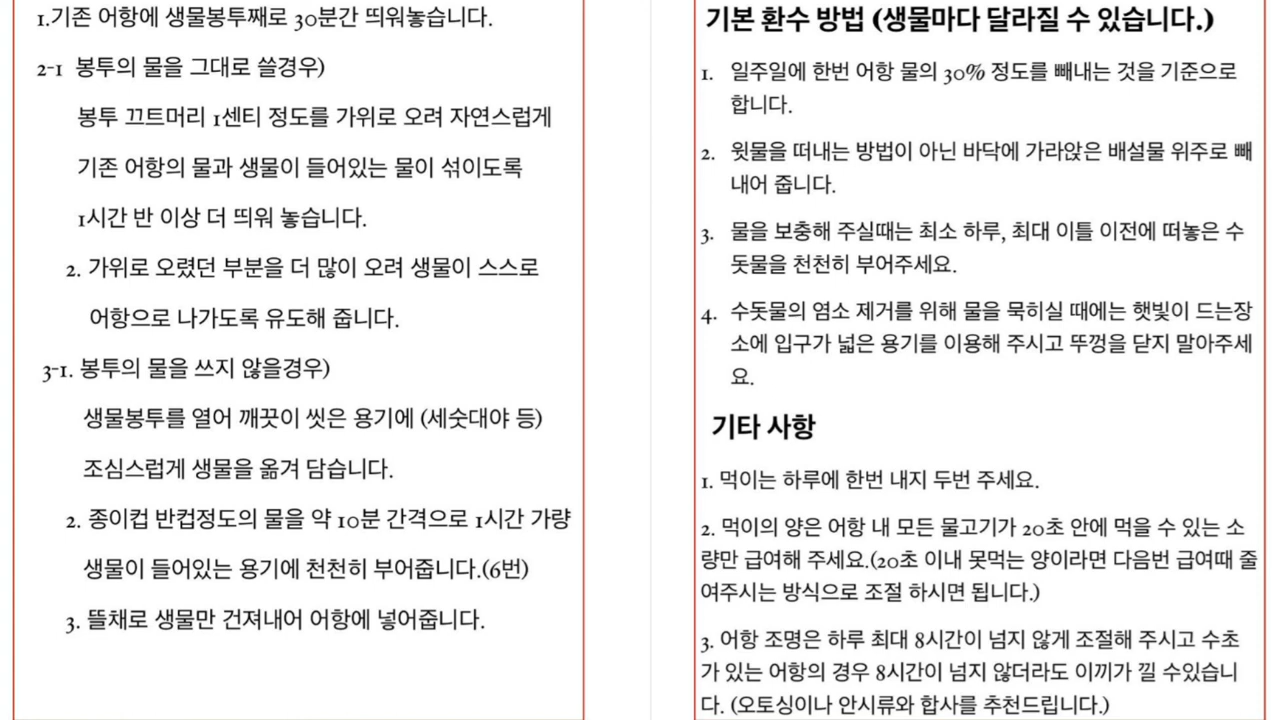 1.기존 어항에 생물봉투째로 30분간 띄워놓습니다.
2-1 봉투의 물을 그대로 쓸경우)
봉투 끄트머리 1센티 정도를 가위로 오려 자연스럽게
기존 어항의 물과 생물이 들어있는 물이 섞이도록
1시간 반 이상 더 띄워 놓습니다.
2. 가위로 오렸던 부분을 더 많이 오려 생물이 스스로
어항으로 나가도록 유도해 줍니다.
3-1. 봉투의 물을 쓰지 않을경우)
생물봉투를 열어 깨끗이 씻은 용기에 (세숫대야 등)
조심스럽게 생물을 옮겨 담습니다.
2. 종이컵 반컵정도의 물을 약 10분 간격으로 1시간 가량
생물이 들어있는 용기에 천천히 부어줍니다.(6번)
3. 뜰채로 생물만 건져내어 어항에 넣어줍니다.
기본 환수 방법 (생물마다 달라질 수 있습니다.)
1. 일주일에 한번 어항 물의 30% 정도를 빼내는 것을 기준으로
합니다.
2. 윗물을 떠내는 방법이 아닌 바닥에 가라앉은 배설물 위주로 빼
내어 줍니다.
3. 물을 보충해 주실때는 최소 하루, 최대 이틀 이전에 떠놓은 수
돗물을 천천히 부어주세요.
4. 수돗물의 염소 제거를 위해 물을 묵히실 때에는 햇빛이 드는장
소에 입구가 넓은 용기를 이용해 주시고 뚜껑을 닫지 말아주세
요.
기타 사항
1. 먹이는 하루에 한번 내지 두번 주세요.
2. 먹이의 양은 어항 내 모든 물고기가 20초 안에 먹을 수 있는 소
량만 급여해 주세요.(20초 이내 못먹는 양이라면 다음번 급여때 줄
여주시는 방식으로 조절 하시면 됩니다.)
3. 어항 조명은 하루 최대 8시간이 넘지 않게 조절해 주시고 수초
가 있는 어항의 경우 8시간이 넘지 않더라도 이끼가 낄 수있습니
다. (오토싱이나 안시류와 합사를 추천드립니다.)